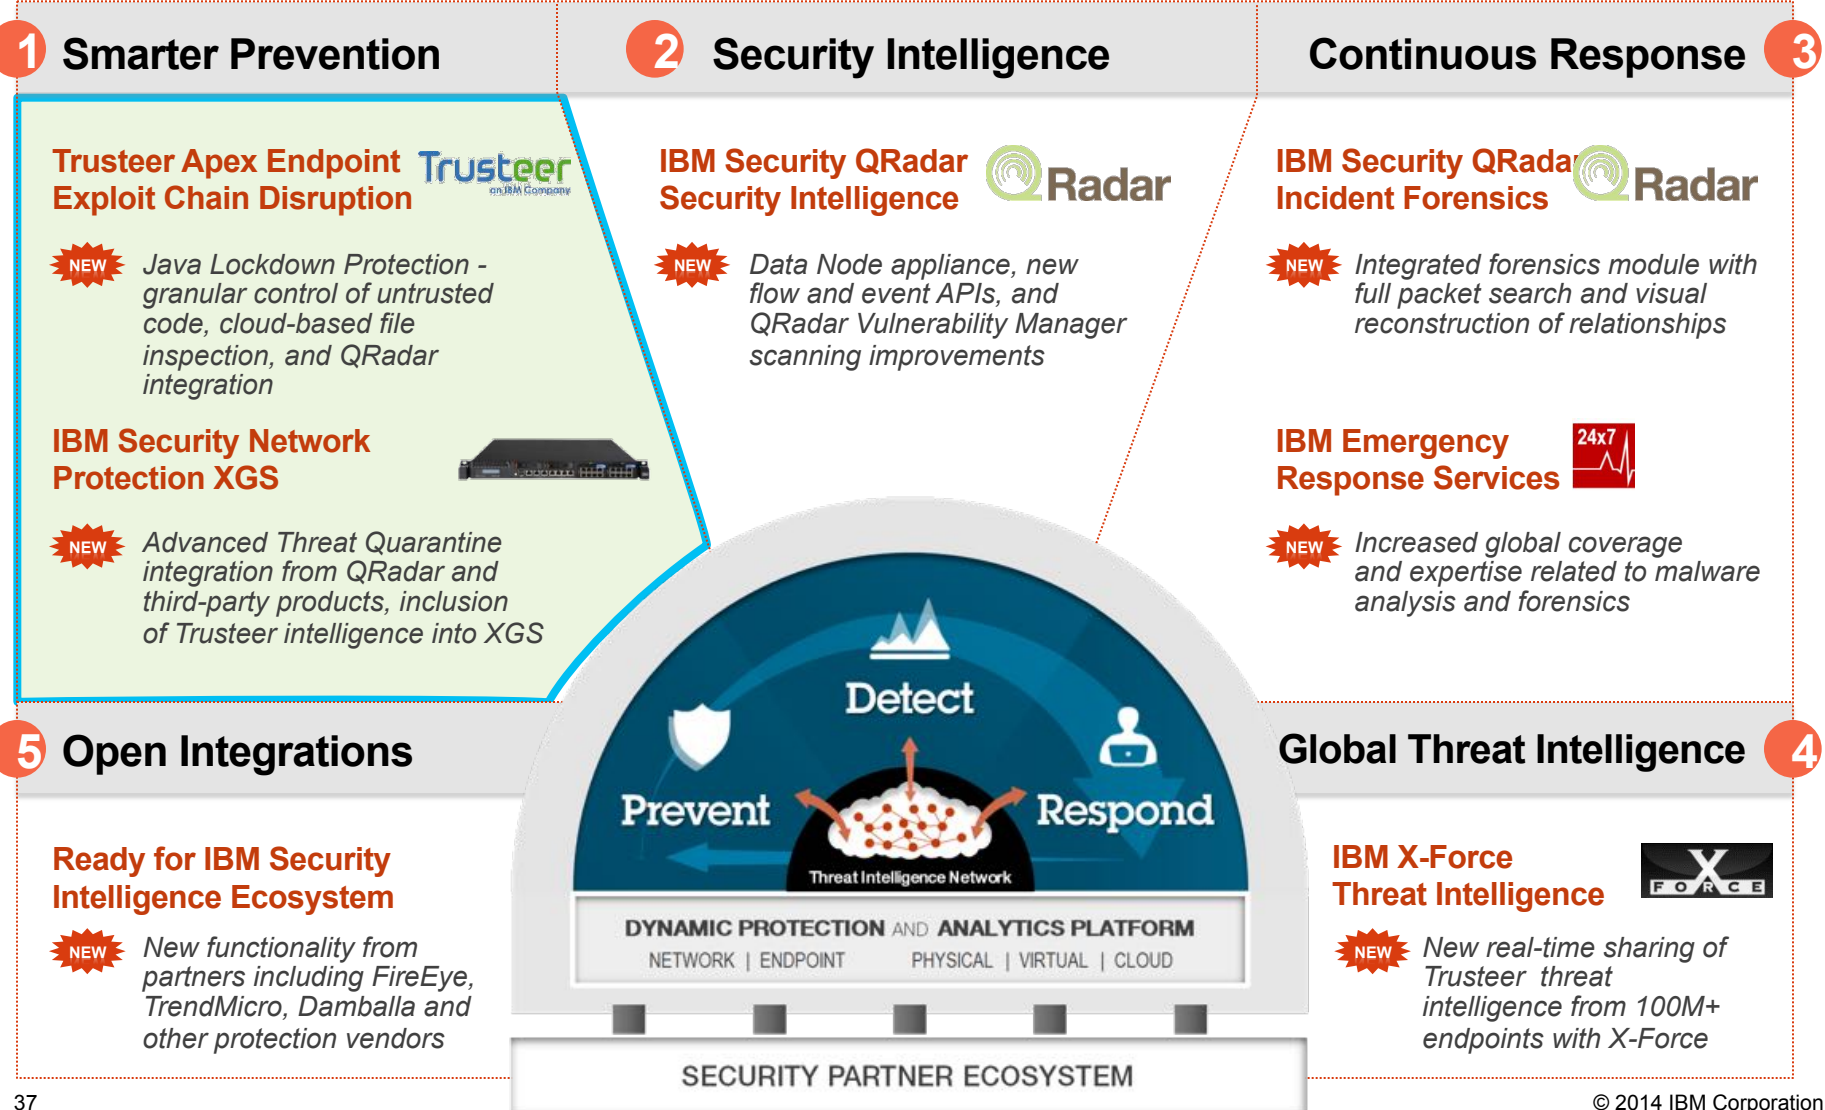 1 Smarter Prevention
2 Security Intelligence
Continuous Response 3
Trusteer Apex Endpoint
Exploit Chain Disruption
Trusteer
an IBM Company
NEW
Java Lockdown Protection -
granular control of untrusted
code, cloud-based file
inspection, and QRadar
integration
IBM Security Network
Protection XGS
NEW
Advanced Threat Quarantine
integration from QRadar and
third-party products, inclusion
of Trusteer intelligence into XGS
IBM Security QRadar
Security Intelligence
QRadar
NEW
Data Node appliance, new
flow and event APIs, and
QRadar Vulnerability Manager
scanning improvements
IBM Security QRadar
Incident Forensics
QRadar
NEW
Integrated forensics module with
full packet search and visual
reconstruction of relationships
IBM Emergency
Response Services
24x7
NEW
Increased global coverage
and expertise related to malware
analysis and forensics
Detect
Prevent
Respond
Threat Intelligence Network
DYNAMIC PROTECTION AND ANALYTICS PLATFORM
NETWORK | ENDPOINT PHYSICAL | VIRTUAL | CLOUD
SECURITY PARTNER ECOSYSTEM
5 Open Integrations
Ready for IBM Security
Intelligence Ecosystem
NEW
New functionality from
partners including FireEye,
TrendMicro, Damballa and
other protection vendors
Global Threat Intelligence 4
IBM X-Force
Threat Intelligence
X
FORCE
NEW
New real-time sharing of
Trusteer threat
intelligence from 100M+
endpoints with X-Force
37
© 2014 IBM Corporation